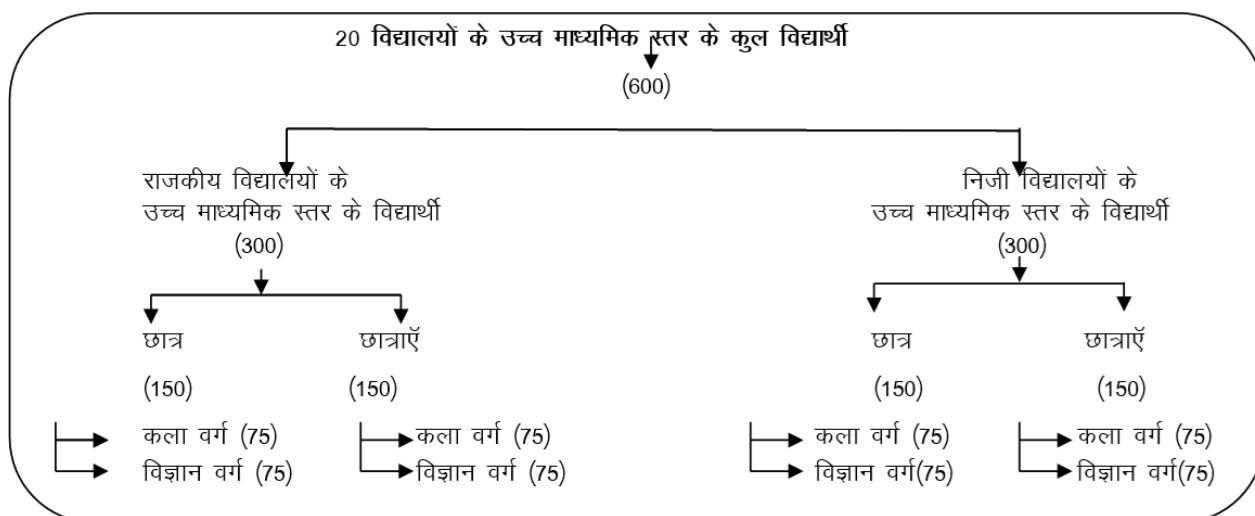 20 विद्यालयों के उच्च माध्यमिक स्तर के कुल विद्यार्थी
(600)
राजकीय विद्यालयों के
उच्च माध्यमिक स्तर के विद्यार्थी
(300)
निजी विद्यालयों के
उच्च माध्यमिक स्तर के विद्यार्थी
(300)
छात्र छात्राऍ छात्र छात्राऍ
(150) (150) (150) (150)
कला वर्ग (75) कला वर्ग (75) कला वर्ग (75) कला वर्ग (75)
विज्ञान वर्ग (75) विज्ञान वर्ग (75) विज्ञान वर्ग(75) विज्ञान वर्ग(75)